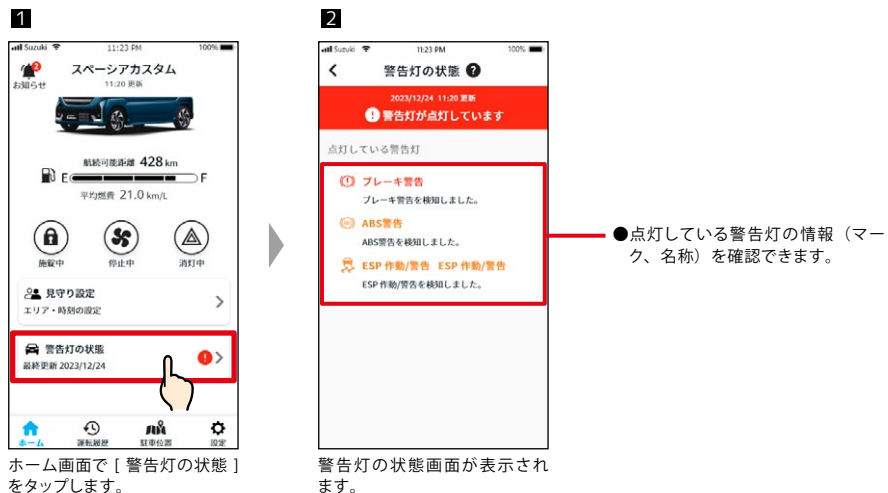 1
Suzuki 11:23 PM 100%
2
お知らせ
スペーシアカスタム
11:20 更新
航続可能距離 428 km
E F
平均燃費 21.0 km/L
施錠中 停止中 消灯中
見守り設定
エリア・時刻の設定
警告灯の状態
最終更新 2023/12/24
ホーム 運転履歴 駐車位置 設定
ホーム画面で [ 警告灯の状態 ]
をタップします。
2
Suzuki 11:23 PM 100%
警告灯の状態 ?
2023/12/24 11:20 更新
警告灯が点灯しています
点灯している警告灯
ブレーキ警告
ブレーキ警告を検知しました。
ABS警告
ABS警告を検知しました。
ESP 作動/警告 ESP 作動/警告
ESP 作動/警告を検知しました。
警告灯の状態画面が表示され
ます。
●点灯している警告灯の情報（マー
ク、名称）を確認できます。